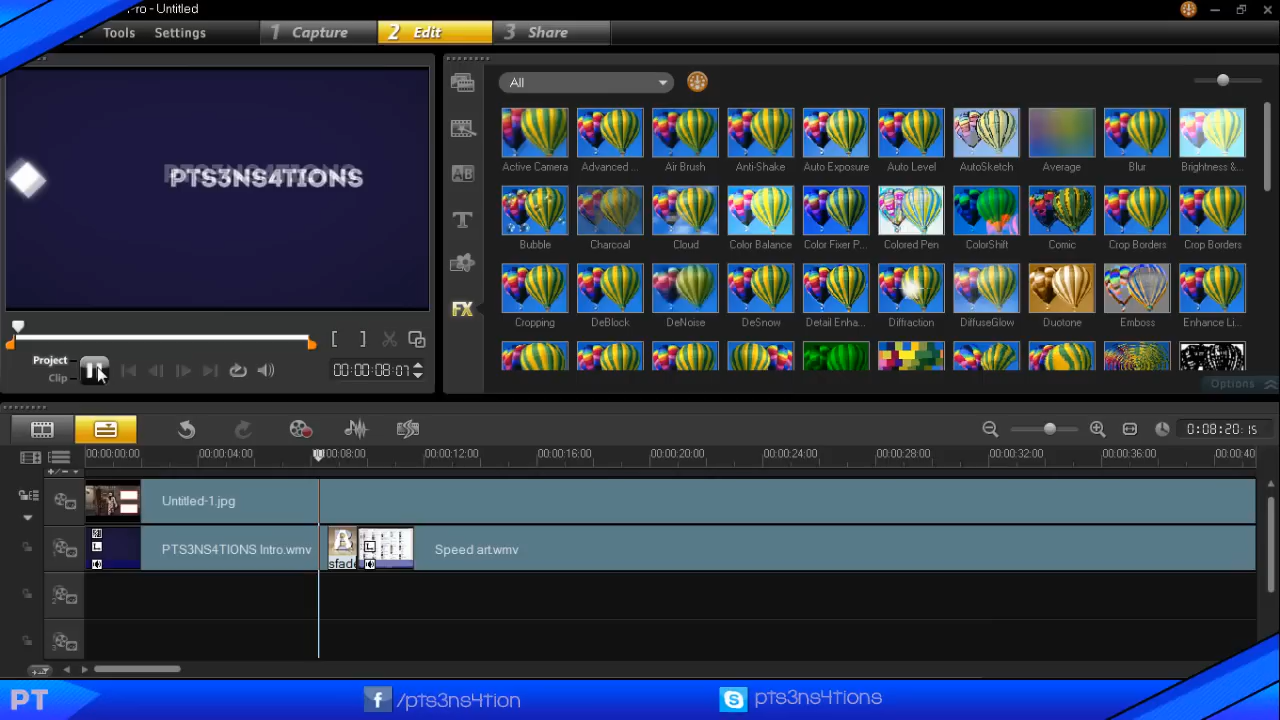 Pro - Untitled
Tools
Settings
1 Capture
2 Edit
3 Share
PTS3NS4TIONS
All
Active Camera
Advanced ...
Air Brush
Anti-Shake
Auto Exposure
Auto Level
AutoSketch
Average
Blur
Brightness &...
Bubble
Charcoal
Cloud
Color Balance
Color Fixer P...
Colored Pen
ColorShift
Comic
Crop Borders
Crop Borders
Cropping
DeBlock
DeNoise
DeSnow
Detail Enha...
Diffraction
DiffuseGlow
Duotone
Emboss
Enhance Li...
AB
T
FX
Options
Project
Clip
[ ]
00:00:08:01
0:08:20:15
00:00:00:00
00:00:04:00
00:00:08:00
00:00:12:00
00:00:16:00
00:00:20:00
00:00:24:00
00:00:28:00
00:00:32:00
00:00:36:00
00:00:40
Untitled-1.jpg
PTS3NS4TIONS Intro.wmv
Speed art.wmv
PT
/pts3ns4tion
pts3ns4tions